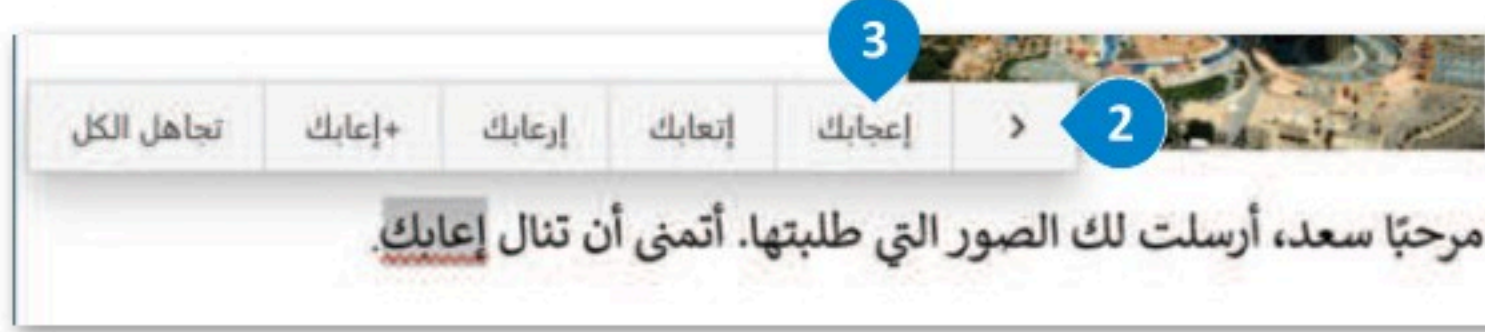 3
‹ إعجابك إتعابك إرعابك +إعابك تجاهل الكل
2
مرحبًا سعد، أرسلت لك الصور التي طلبتها. أتمنى أن تنال إعابك.